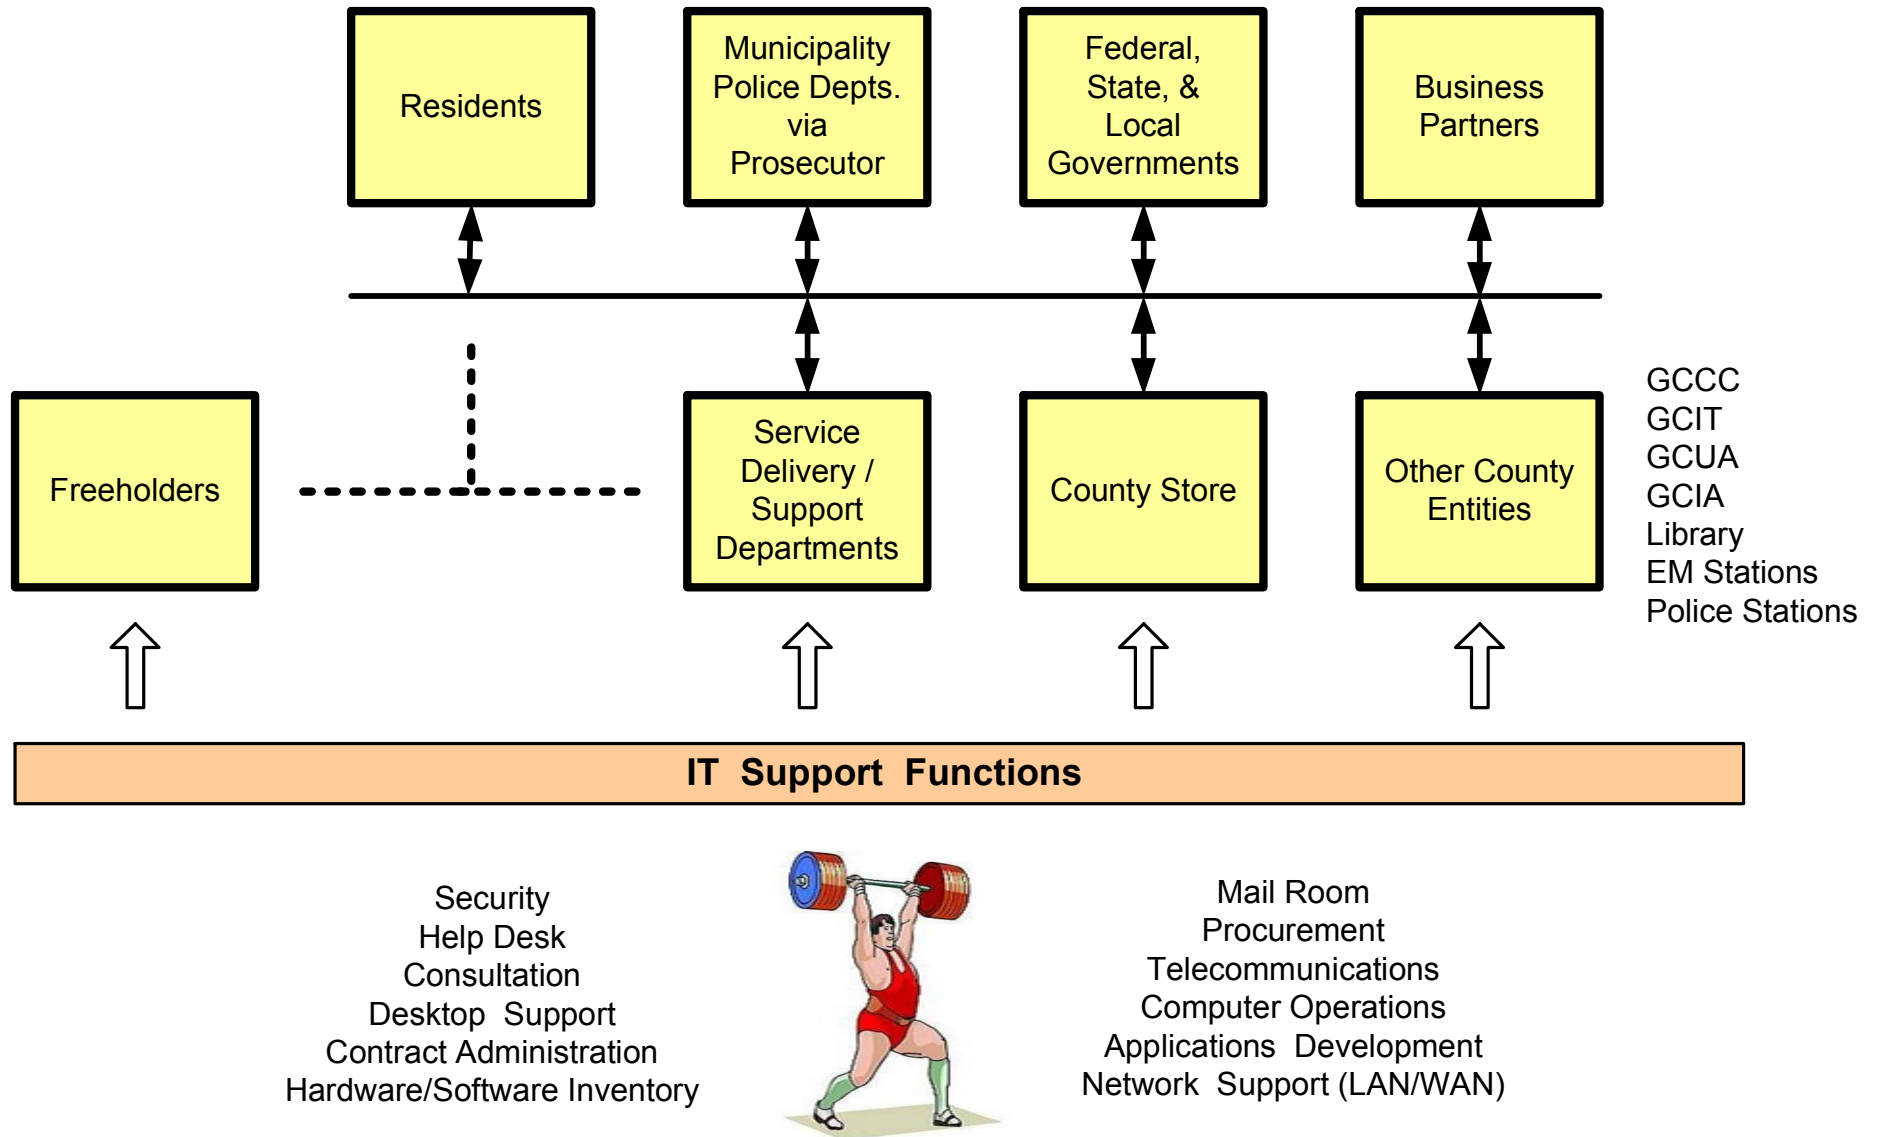 Residents
Municipality
Police Depts.
via
Prosecutor
Federal,
State, &
Local
Governments
Business
Partners
Freeholders
Service
Delivery /
Support
Departments
County Store
Other County
Entities
GCCC
GCIT
GCUA
GCIA
Library
EM Stations
Police Stations
IT Support Functions
Security
Help Desk
Consultation
Desktop Support
Contract Administration
Hardware/Software Inventory
Mail Room
Procurement
Telecommunications
Computer Operations
Applications Development
Network Support (LAN/WAN)